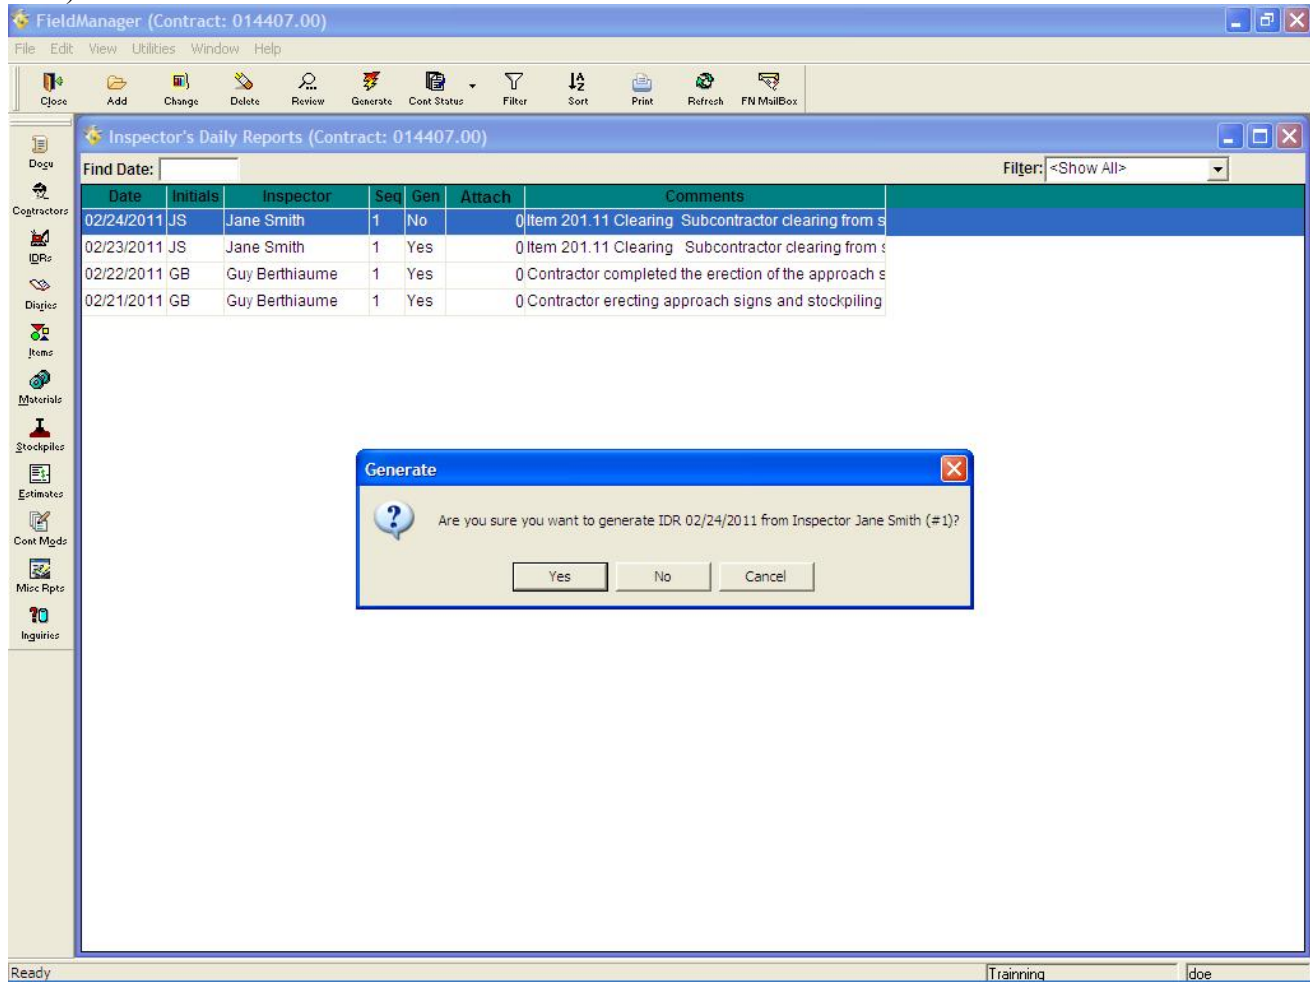 FieldManager (Contract: 014407.00)
File Edit View Utilities Window Help
Close Add Change Delete Review Generate Cont Status Filter Sort Print Refresh FN MailBox
Inspector's Daily Reports (Contract: 014407.00)
Find Date: Filter: <Show All>
Date Initials Inspector Seq Gen Attach Comments
02/24/2011 JS Jane Smith 1 No 0 Item 201.11 Clearing Subcontractor clearing from s
02/23/2011 JS Jane Smith 1 Yes 0 Item 201.11 Clearing Subcontractor clearing from s
02/22/2011 GB Guy Berthiaume 1 Yes 0 Contractor completed the erection of the approach s
02/21/2011 GB Guy Berthiaume 1 Yes 0 Contractor erecting approach signs and stockpiling
Docu
Contractors
IDRs
Diaries
Items
Materials
Stockpiles
Estimates
Cont Mods
Misc Rpts
Inquiries
Generate
Are you sure you want to generate IDR 02/24/2011 from Inspector Jane Smith (#1)?
Yes No Cancel
Ready Trainning doe